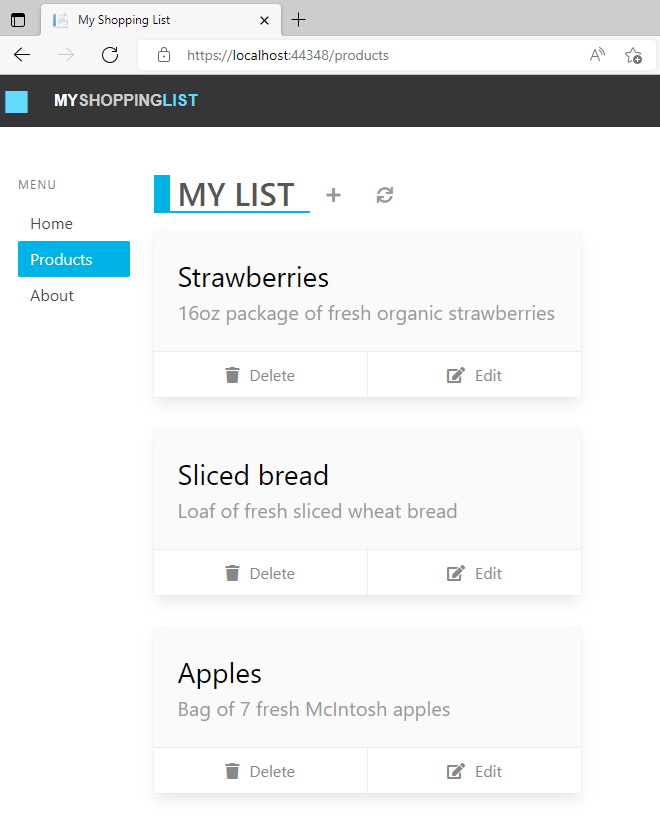 My Shopping List
https://localhost:44348/products
MYSHOPPINGLIST
MENU
Home
Products
About
MY LIST
Strawberries
16oz package of fresh organic strawberries
Delete
Edit
Sliced bread
Loaf of fresh sliced wheat bread
Delete
Edit
Apples
Bag of 7 fresh McIntosh apples
Delete
Edit